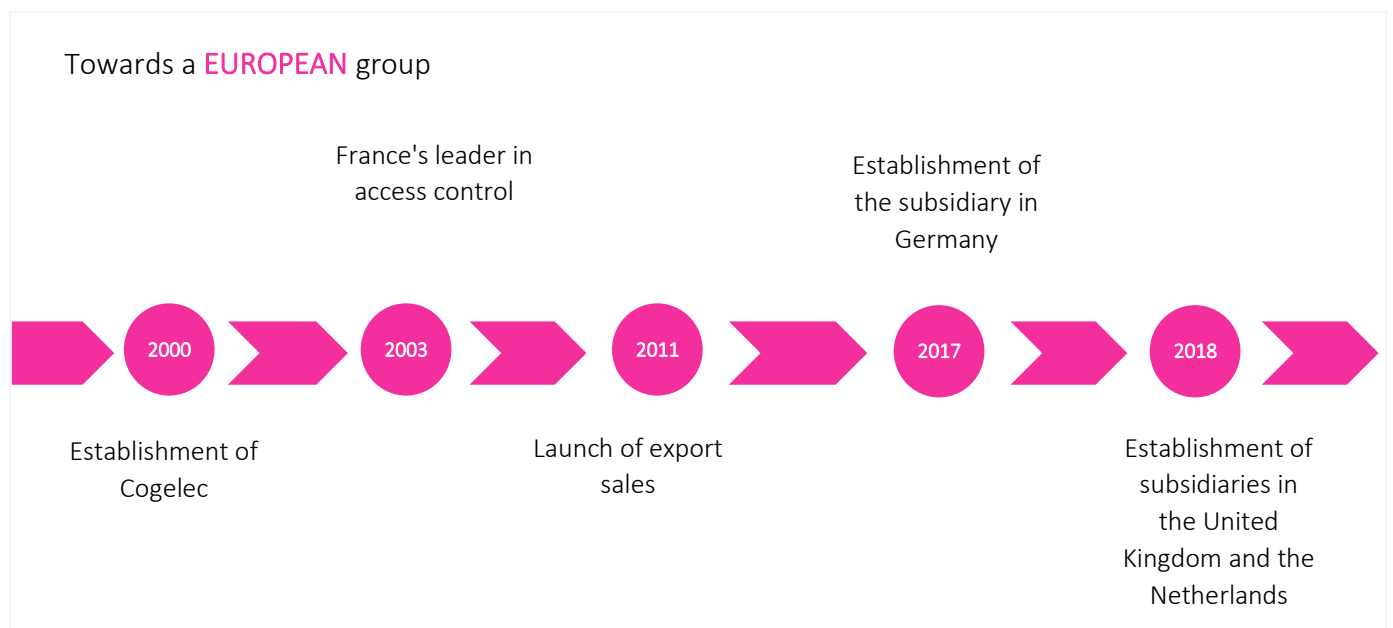 Towards a EUROPEAN group
France's leader in
access control
Establishment of
the subsidiary in
Germany
2000
2003
2011
2017
2018
Establishment of
Cogelec
Launch of export
sales
Establishment of
subsidiaries in
the United
Kingdom and the
Netherlands